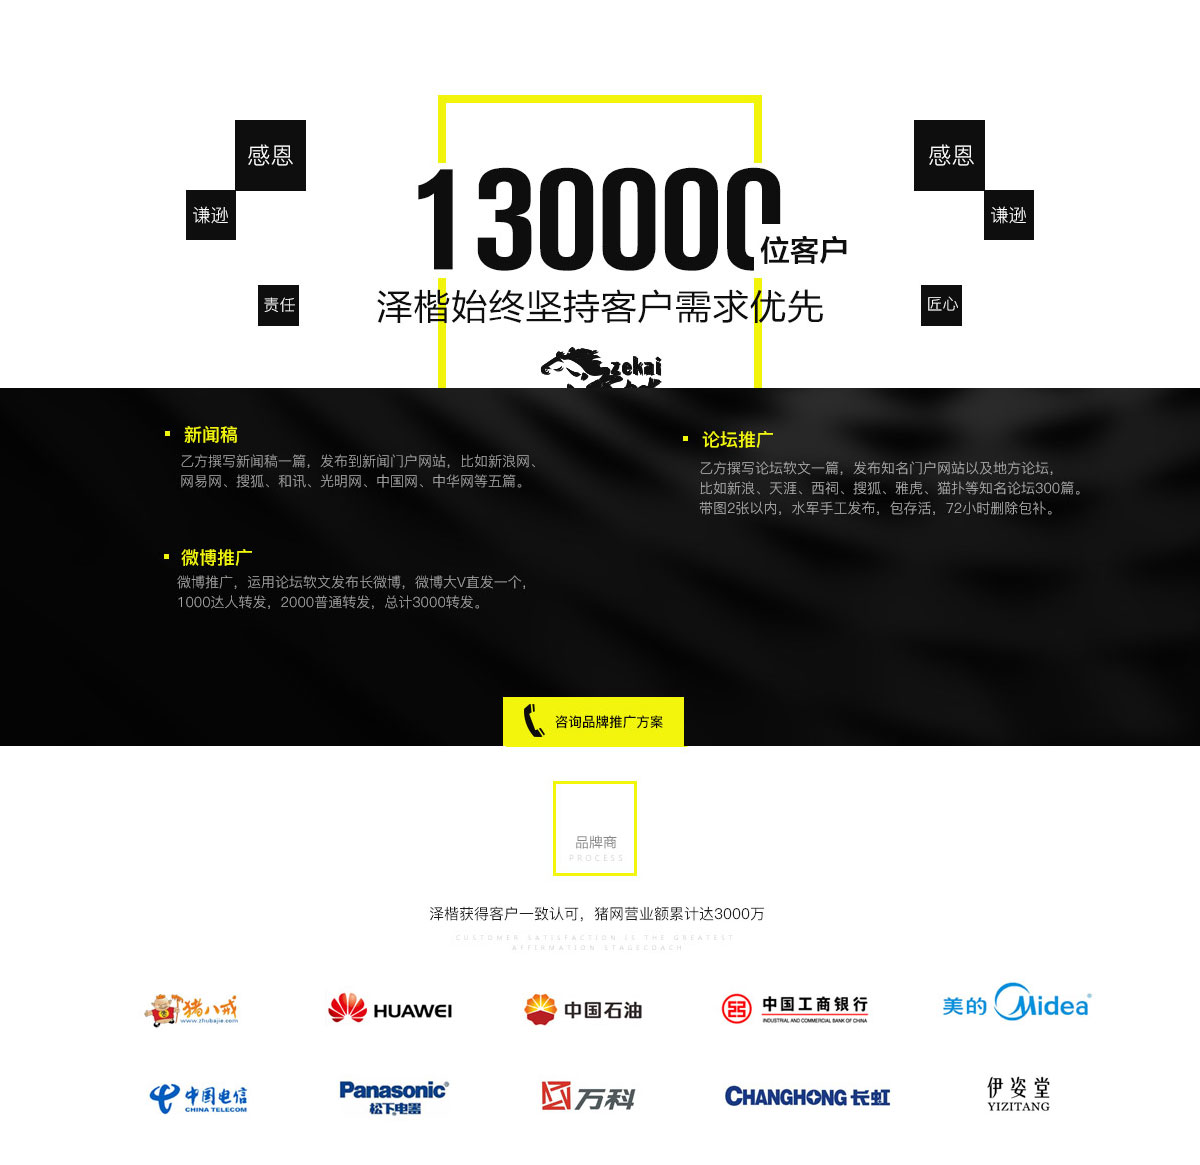 感恩
谦逊
责任
130000
位客户
泽楷始终坚持客户需求优先
zekai
感恩
谦逊
匠心
新闻稿
乙方撰写新闻稿一篇，发布到新闻门户网站，比如新浪网、
网易网、搜狐、和讯、光明网、中国网、中华网等五篇。
论坛推广
乙方撰写论坛软文一篇，发布知名门户网站以及地方论坛，
比如新浪、天涯、西祠、搜狐、雅虎、猫扑等知名论坛300篇。
带图2张以内，水军手工发布，包存活，72小时删除包补。
微博推广
微博推广，运用论坛软文发布长微博，微博大V直发一个，
1000达人转发，2000普通转发，总计3000转发。
咨询品牌推广方案
品牌商
PROCESS
泽楷获得客户一致认可，猪网营业额累计达3000万
CUSTOMER SATISFACTION IS THE GREATEST
AFFIRMATION STAGECOACH
猪八戒
www.zhubajie.com
HUAWEI
中国石油
中国工商银行
INDUSTRIAL AND COMMERCIAL BANK OF CHINA
美的 Midea
中国电信
CHINA TELECOM
Panasonic
松下电器
万科
CHANGHONG 长虹
伊姿堂
YIZITANG